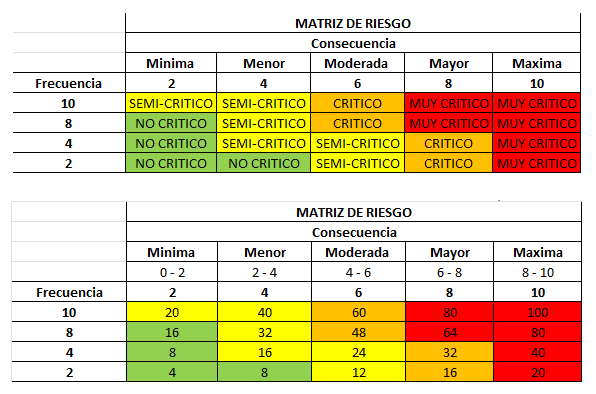 MATRIZ DE RIESGO
Consecuencia
Minima Menor Moderada Mayor Maxima
Frecuencia 2 4 6 8 10
10 SEMI-CRITICO SEMI-CRITICO CRITICO MUY CRITICO MUY CRITICO
8 NO CRITICO SEMI-CRITICO CRITICO MUY CRITICO MUY CRITICO
4 NO CRITICO SEMI-CRITICO SEMI-CRITICO CRITICO MUY CRITICO
2 NO CRITICO NO CRITICO SEMI-CRITICO CRITICO MUY CRITICO
MATRIZ DE RIESGO
Consecuencia
Minima Menor Moderada Mayor Maxima
0 - 2 2 - 4 4 - 6 6 - 8 8 - 10
Frecuencia 2 4 6 8 10
10 20 40 60 80 100
8 16 32 48 64 80
4 8 16 24 32 40
2 4 8 12 16 20